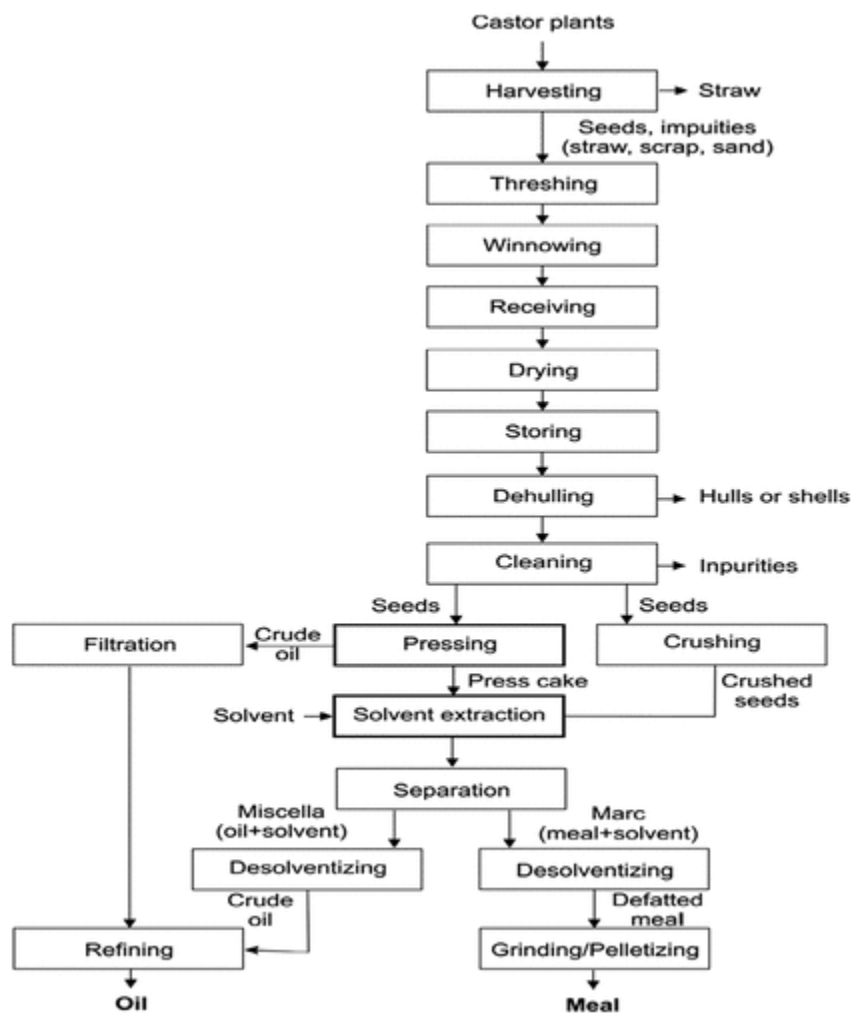 Castor plants
Harvesting
Straw
Seeds, impuities
(straw, scrap, sand)
Threshing
Winnowing
Receiving
Drying
Storing
Dehulling
Hulls or shells
Cleaning
Inpurities
Seeds
Seeds
Filtration
Crude
oil
Pressing
Crushing
Press cake
Crushed
seeds
Solvent
Solvent extraction
Separation
Miscella
(oil+solvent)
Marc
(meal+solvent)
Desolventizing
Desolventizing
Crude
oil
Defatted
meal
Refining
Grinding/Pelletizing
Oil
Meal